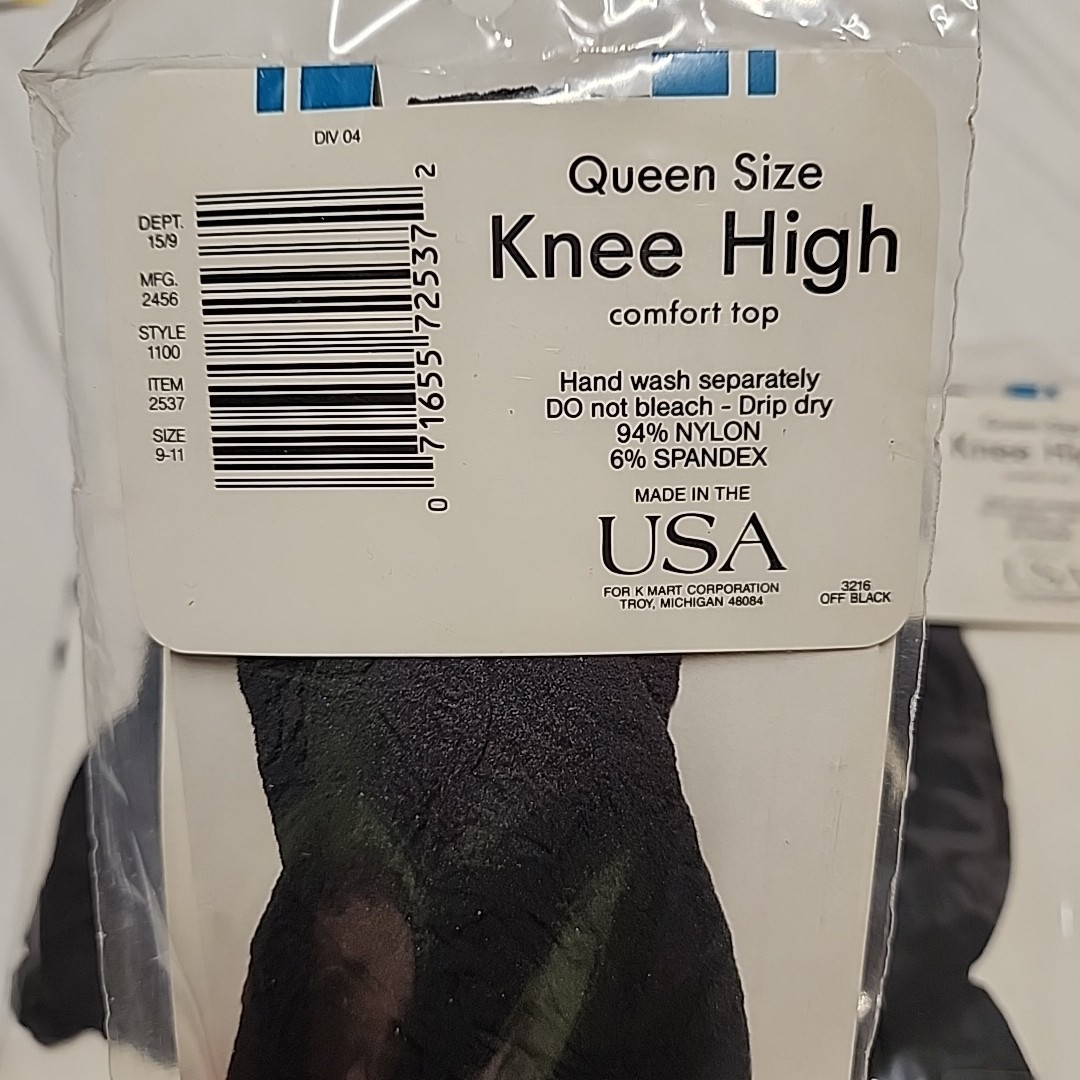 DIV 04
DEPT.
15/9
MFG.
2456
STYLE
1100
ITEM
2537
SIZE
9-11
0 71655 72537 2
Queen Size
Knee High
comfort top
Hand wash separately
DO not bleach - Drip dry
94% NYLON
6% SPANDEX
MADE IN THE
USA
FOR K MART CORPORATION
TROY, MICHIGAN 48084
3216
OFF BLACK
Knee